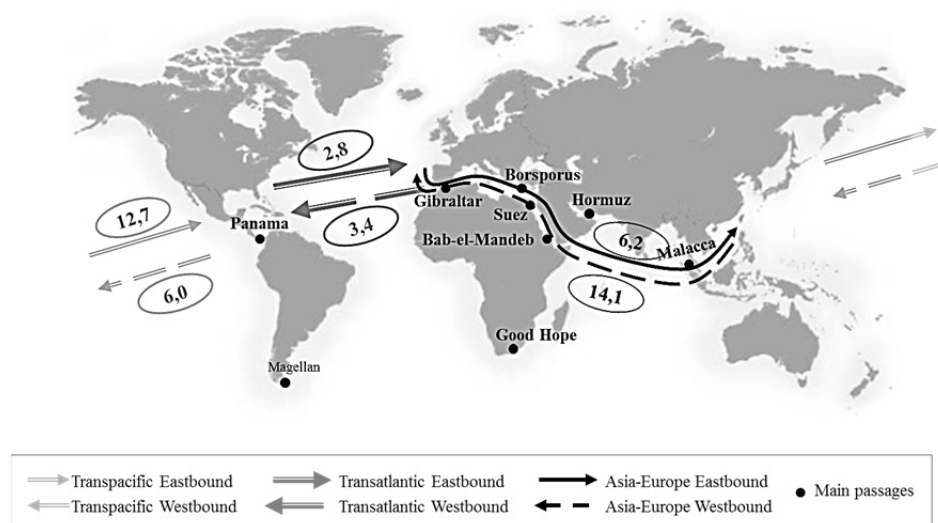 2,8
Borsporus
Gibraltar
Hormuz
Suez
12,7
Panama
3,4
Bab-el-Mandeb
6,2
Malacca
6,0
14,1
Good Hope
Magellan
Transpacific Eastbound
Transatlantic Eastbound
Asia-Europe Eastbound
Main passages
Transpacific Westbound
Transatlantic Westbound
Asia-Europe Westbound